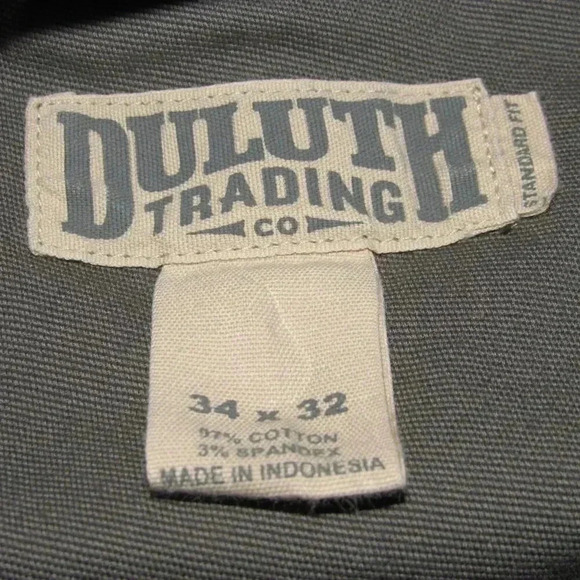 DULUTH
TRADING
CO
STANDARD FIT
34 x 32
97% COTTON
3% SPANDEX
MADE IN INDONESIA